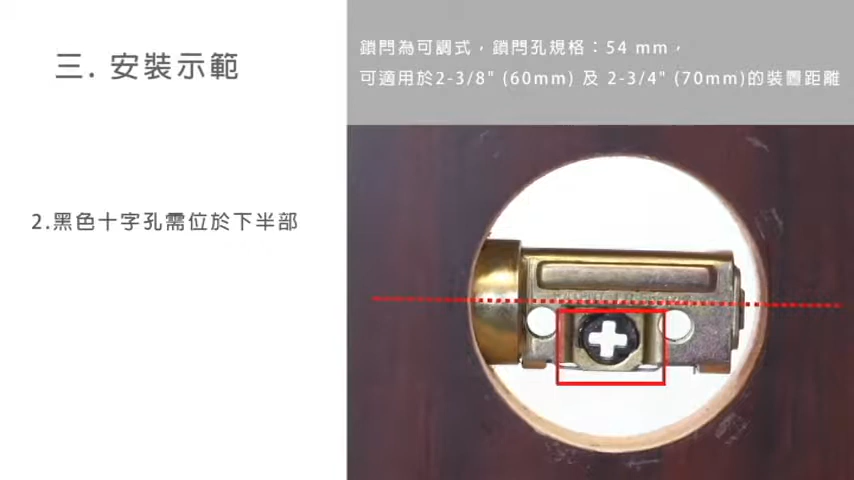 三. 安裝示範
鎖閂為可調式，鎖閂孔規格：54 mm，
可適用於2-3/8" (60mm) 及 2-3/4" (70mm)的裝置距離
2.黑色十字孔需位於下半部